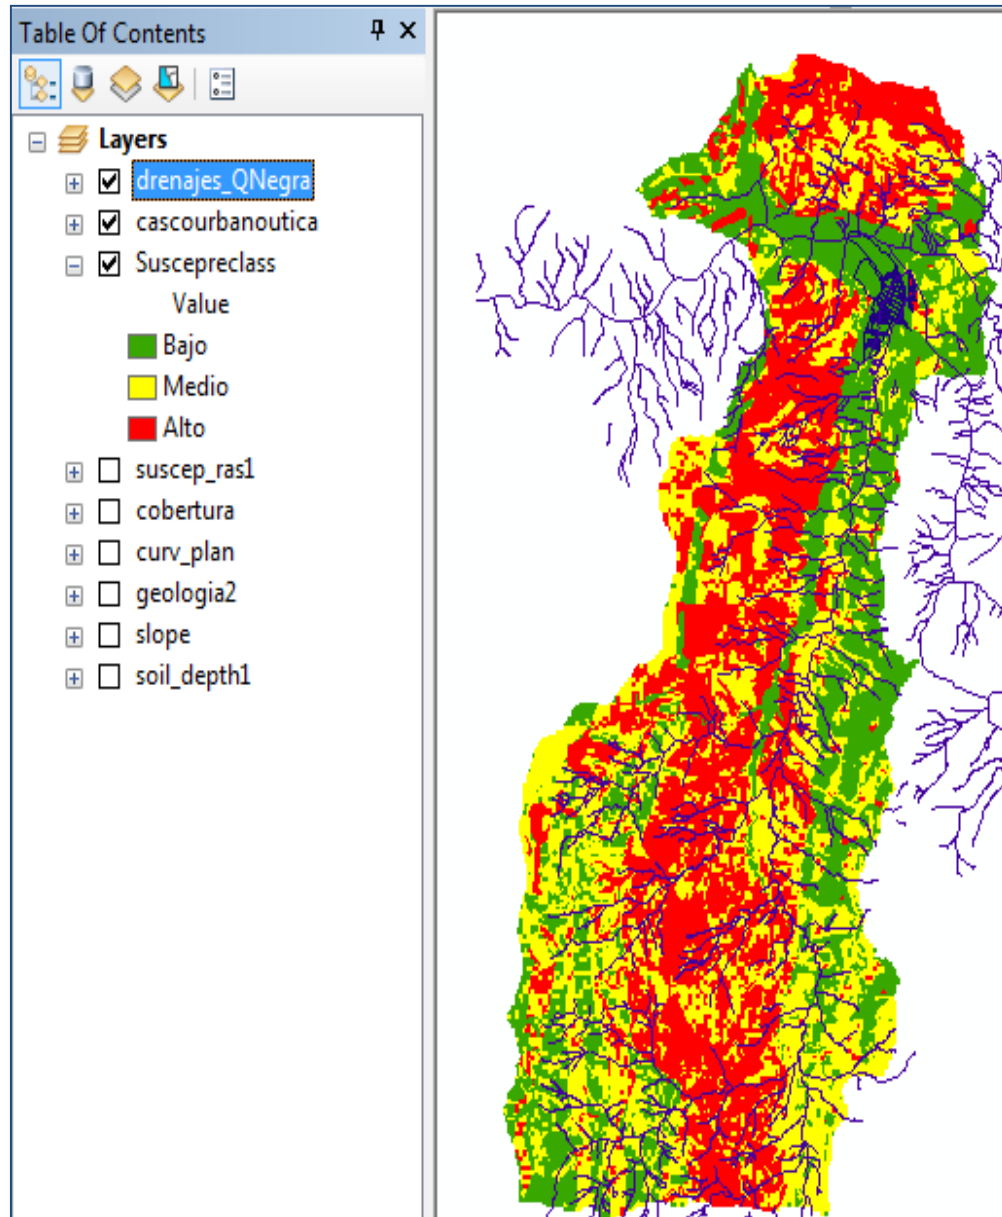 Table Of Contents
Layers
drenajes_QNegra
cascourbanoutica
Suscepreclass
Value
Bajo
Medio
Alto
suscep_ras1
cobertura
curv_plan
geologia2
slope
soil_depth1